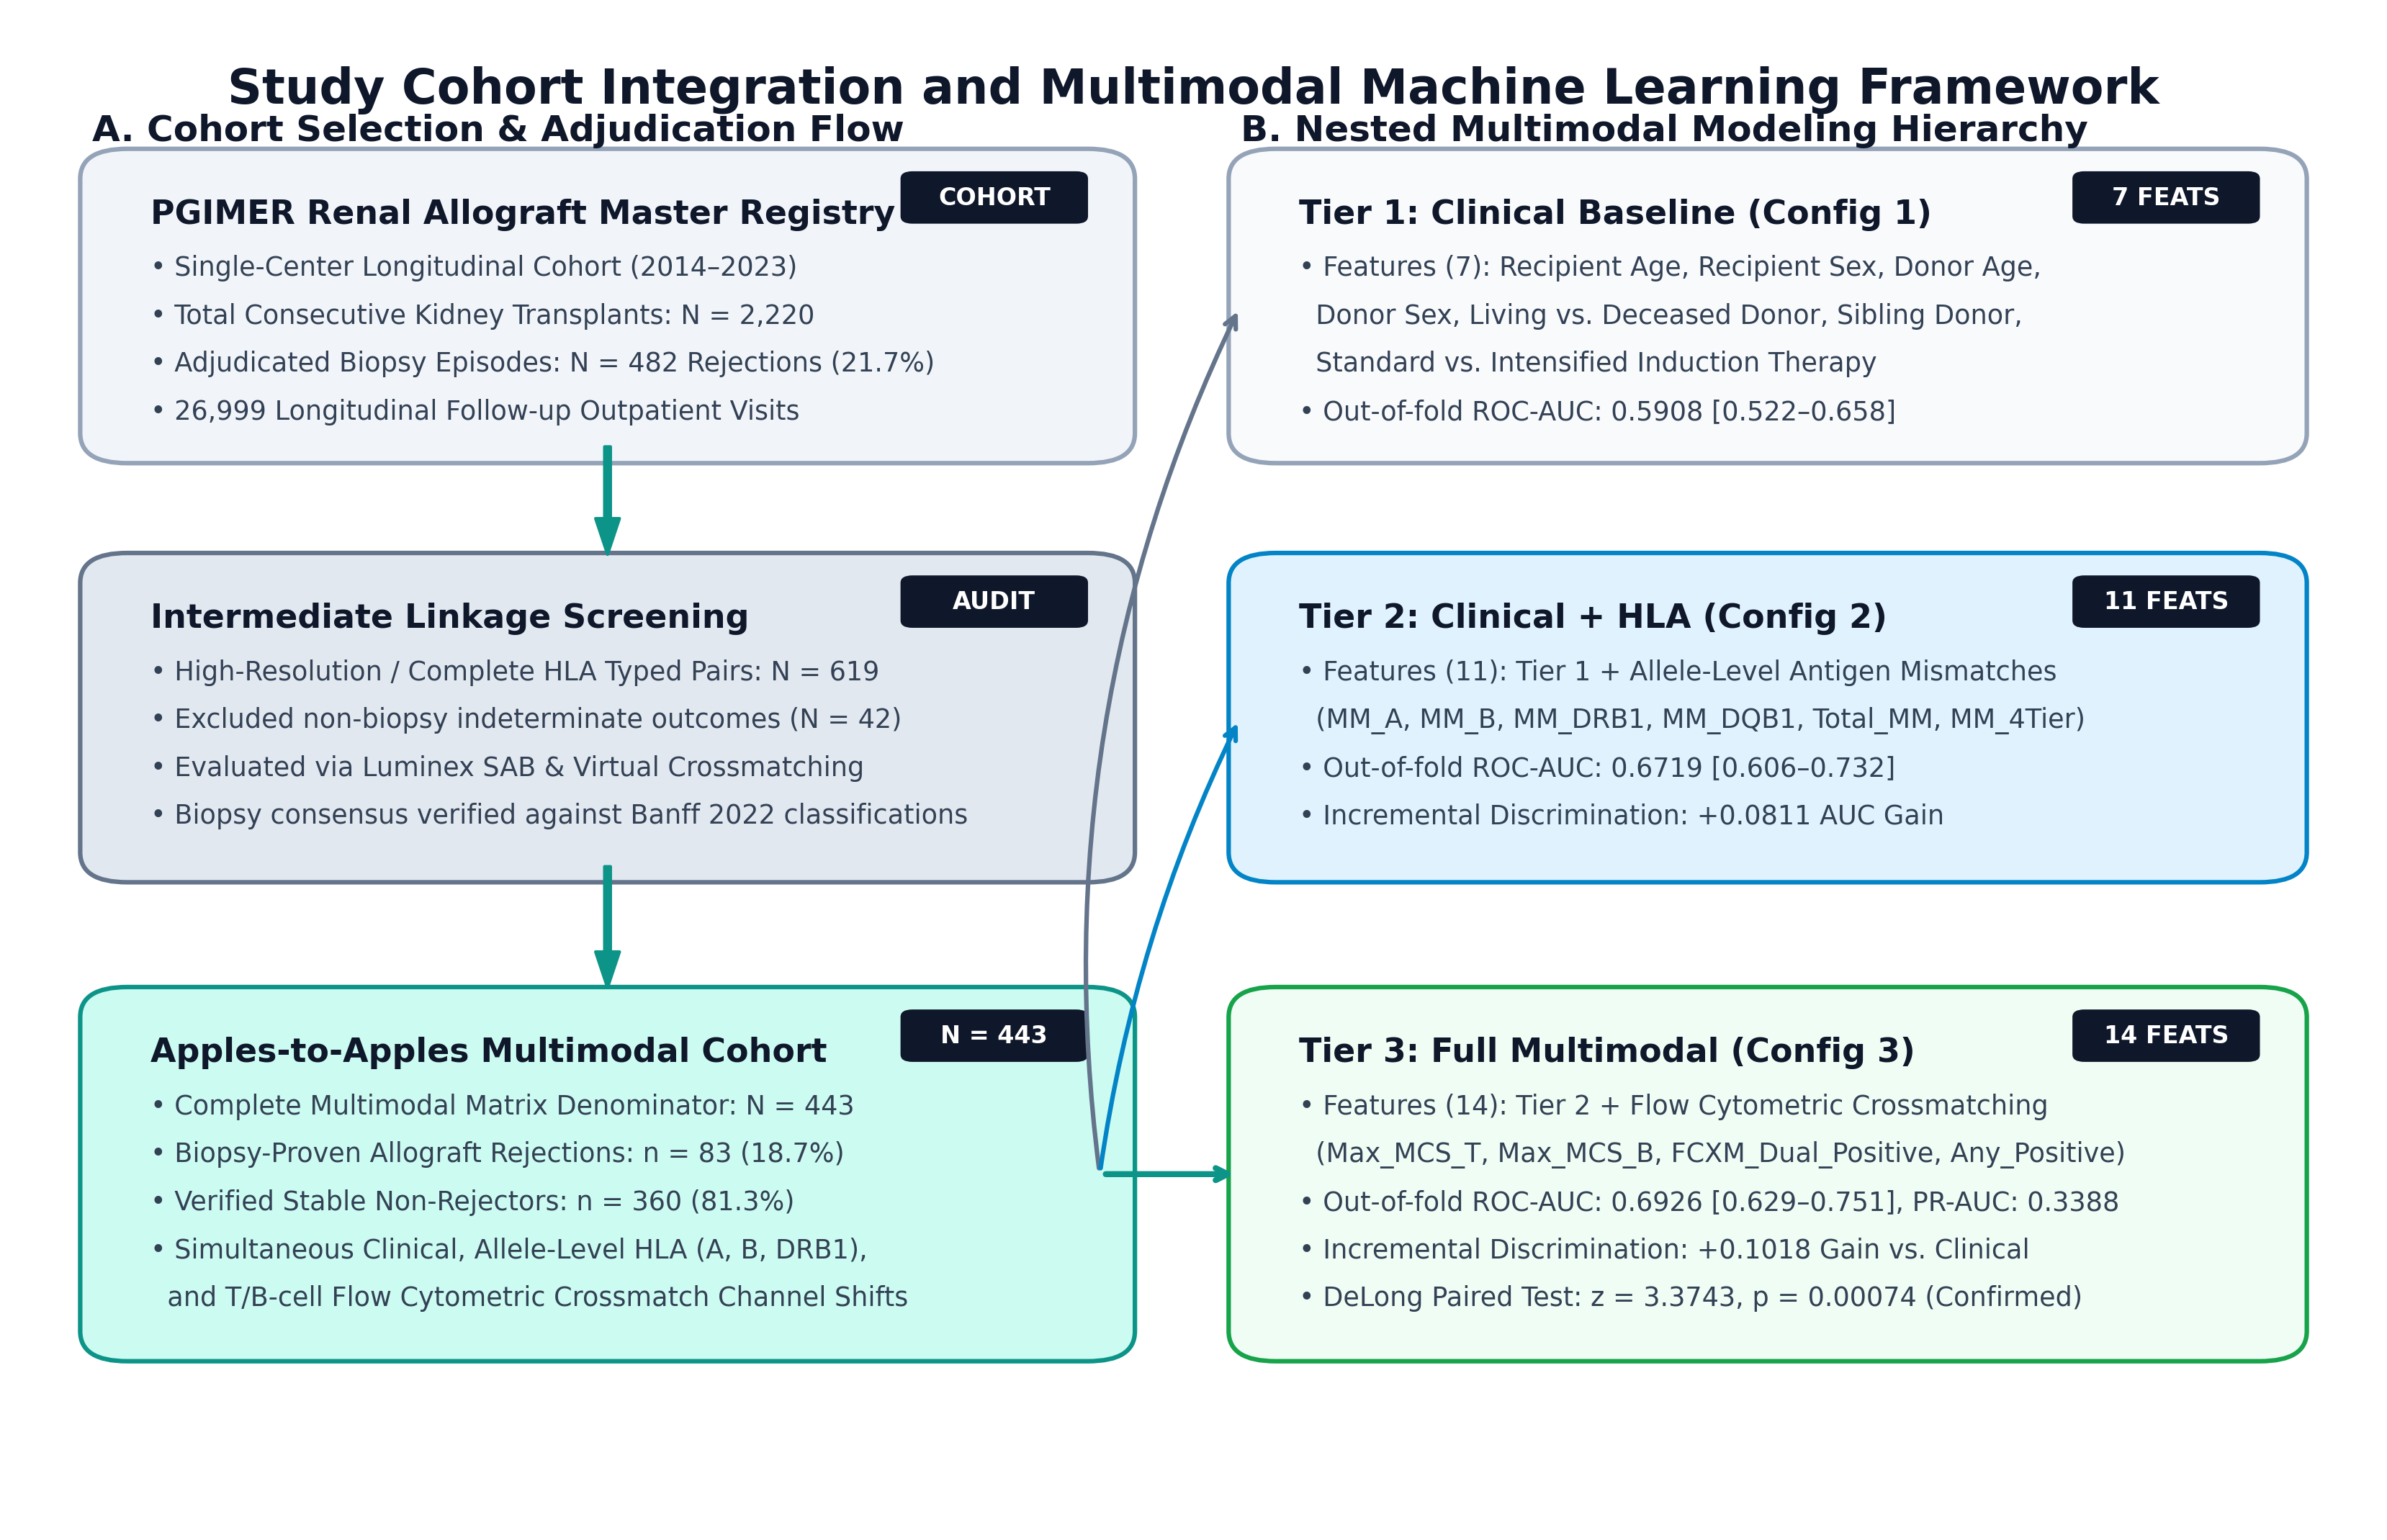 Study Cohort Integration and Multimodal Machine Learning Framework
A. Cohort Selection & Adjudication Flow
PGIMER Renal Allograft Master Registry
COHORT
• Single-Center Longitudinal Cohort (2014–2023)
• Total Consecutive Kidney Transplants: N = 2,220
• Adjudicated Biopsy Episodes: N = 482 Rejections (21.7%)
• 26,999 Longitudinal Follow-up Outpatient Visits
Intermediate Linkage Screening
AUDIT
• High-Resolution / Complete HLA Typed Pairs: N = 619
• Excluded non-biopsy indeterminate outcomes (N = 42)
• Evaluated via Luminex SAB & Virtual Crossmatching
• Biopsy consensus verified against Banff 2022 classifications
Apples-to-Apples Multimodal Cohort
N = 443
• Complete Multimodal Matrix Denominator: N = 443
• Biopsy-Proven Allograft Rejections: n = 83 (18.7%)
• Verified Stable Non-Rejectors: n = 360 (81.3%)
• Simultaneous Clinical, Allele-Level HLA (A, B, DRB1),
and T/B-cell Flow Cytometric Crossmatch Channel Shifts
B. Nested Multimodal Modeling Hierarchy
Tier 1: Clinical Baseline (Config 1)
7 FEATS
• Features (7): Recipient Age, Recipient Sex, Donor Age,
Donor Sex, Living vs. Deceased Donor, Sibling Donor,
Standard vs. Intensified Induction Therapy
• Out-of-fold ROC-AUC: 0.5908 [0.522–0.658]
Tier 2: Clinical + HLA (Config 2)
11 FEATS
• Features (11): Tier 1 + Allele-Level Antigen Mismatches
(MM_A, MM_B, MM_DRB1, MM_DQB1, Total_MM, MM_4Tier)
• Out-of-fold ROC-AUC: 0.6719 [0.606–0.732]
• Incremental Discrimination: +0.0811 AUC Gain
Tier 3: Full Multimodal (Config 3)
14 FEATS
• Features (14): Tier 2 + Flow Cytometric Crossmatching
(Max_MCS_T, Max_MCS_B, FCXM_Dual_Positive, Any_Positive)
• Out-of-fold ROC-AUC: 0.6926 [0.629–0.751], PR-AUC: 0.3388
• Incremental Discrimination: +0.1018 Gain vs. Clinical
• DeLong Paired Test: z = 3.3743, p = 0.00074 (Confirmed)